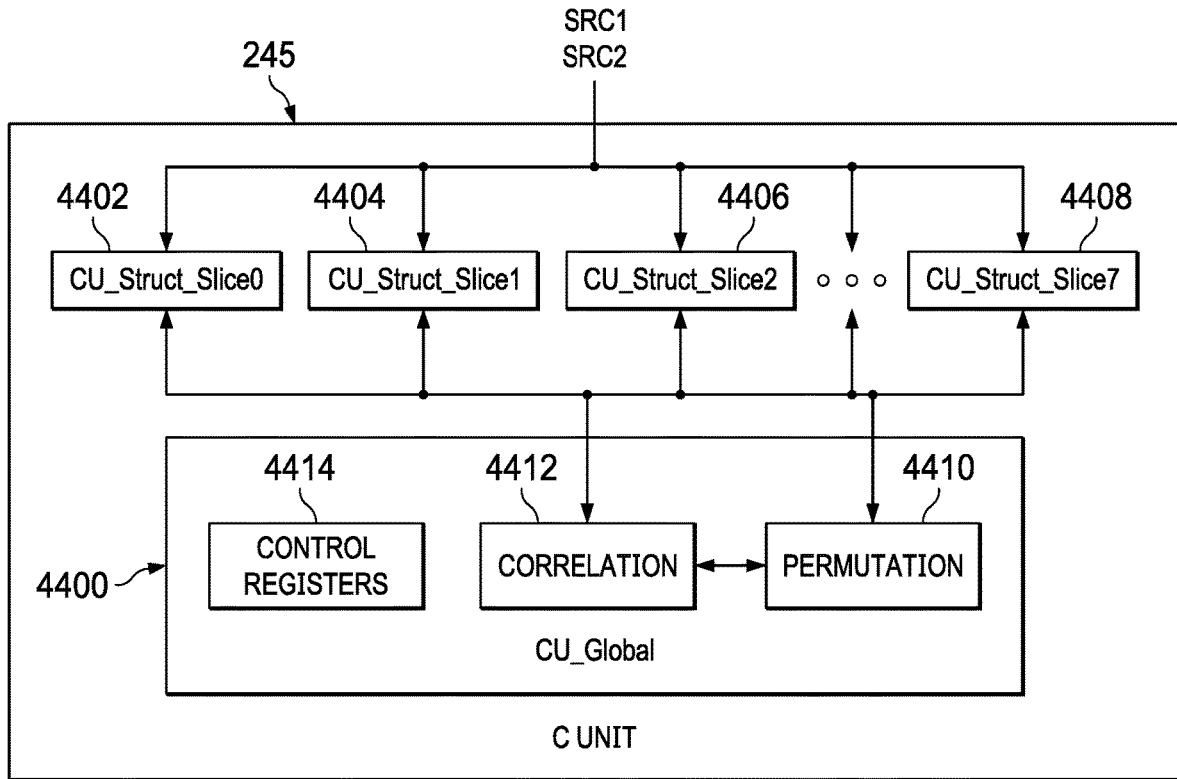 SRC1
SRC2
245
4402
4404
4406
4408
CU_Struct_Slice0
CU_Struct_Slice1
CU_Struct_Slice2
CU_Struct_Slice7
4414
4412
4410
CONTROL
REGISTERS
CORRELATION
PERMUTATION
4400
CU_Global
C UNIT